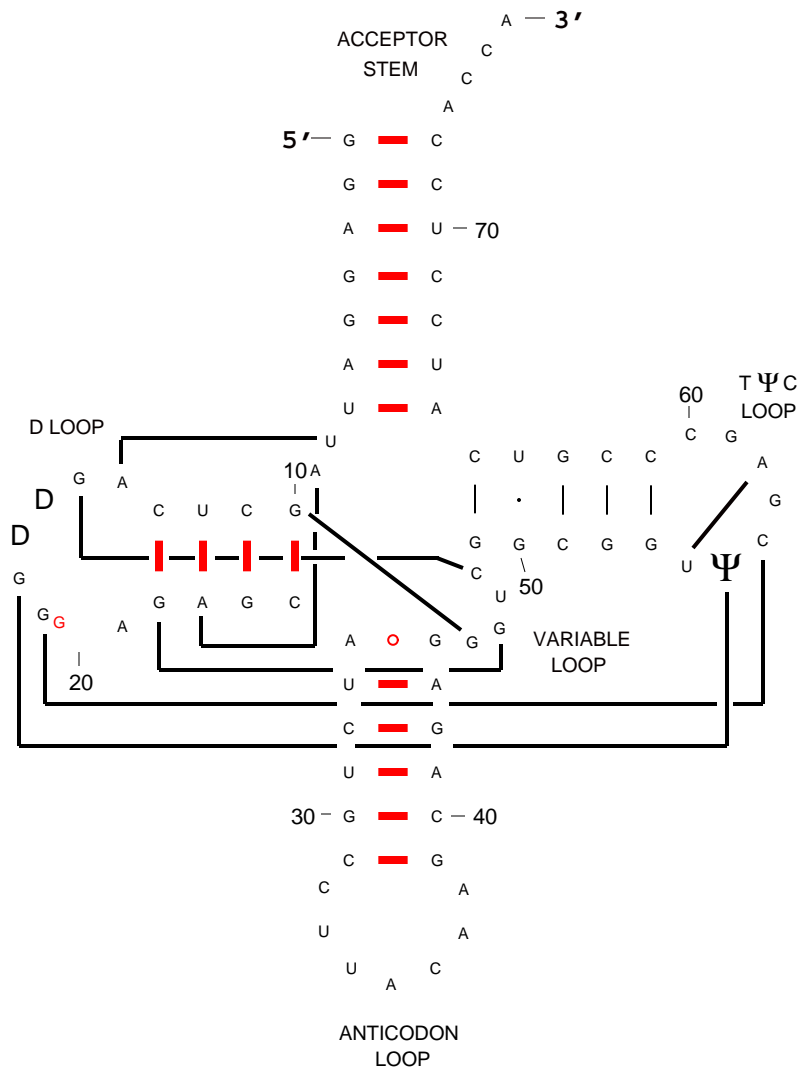 A — 3’
ACCEPTOR C
STEM C
A
5’ — G C
G C
A U — 70
G C
G C
A U
U A
T Ψ C
60 LOOP
D LOOP U C G
G A 10 A C U G C C A
D C U C G G
D G G C G G U Ψ C
G C 50
G G A G A G C U
A G G VARIABLE
20 A G LOOP
U A
C G
U A
30 — G C — 40
C G
C A
U A
U A C
ANTICODON
LOOP